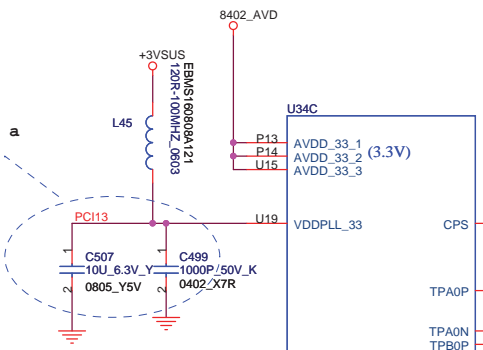 8402_AVD
+3VSUS
EBMS160808A121
120R-100MHZ_0603
L45
a
U34C
P13
AVDD_33_1
P14
AVDD_33_2
(3.3V)
U15
AVDD_33_3
PCI13
U19
VDDPLL_33
CPS
1
C507
10U_6.3V_Y
2
0805_Y5V
1
C499
1000P_50V_K
2
0402_X7R
TPA0P
TPA0N
TPB0P